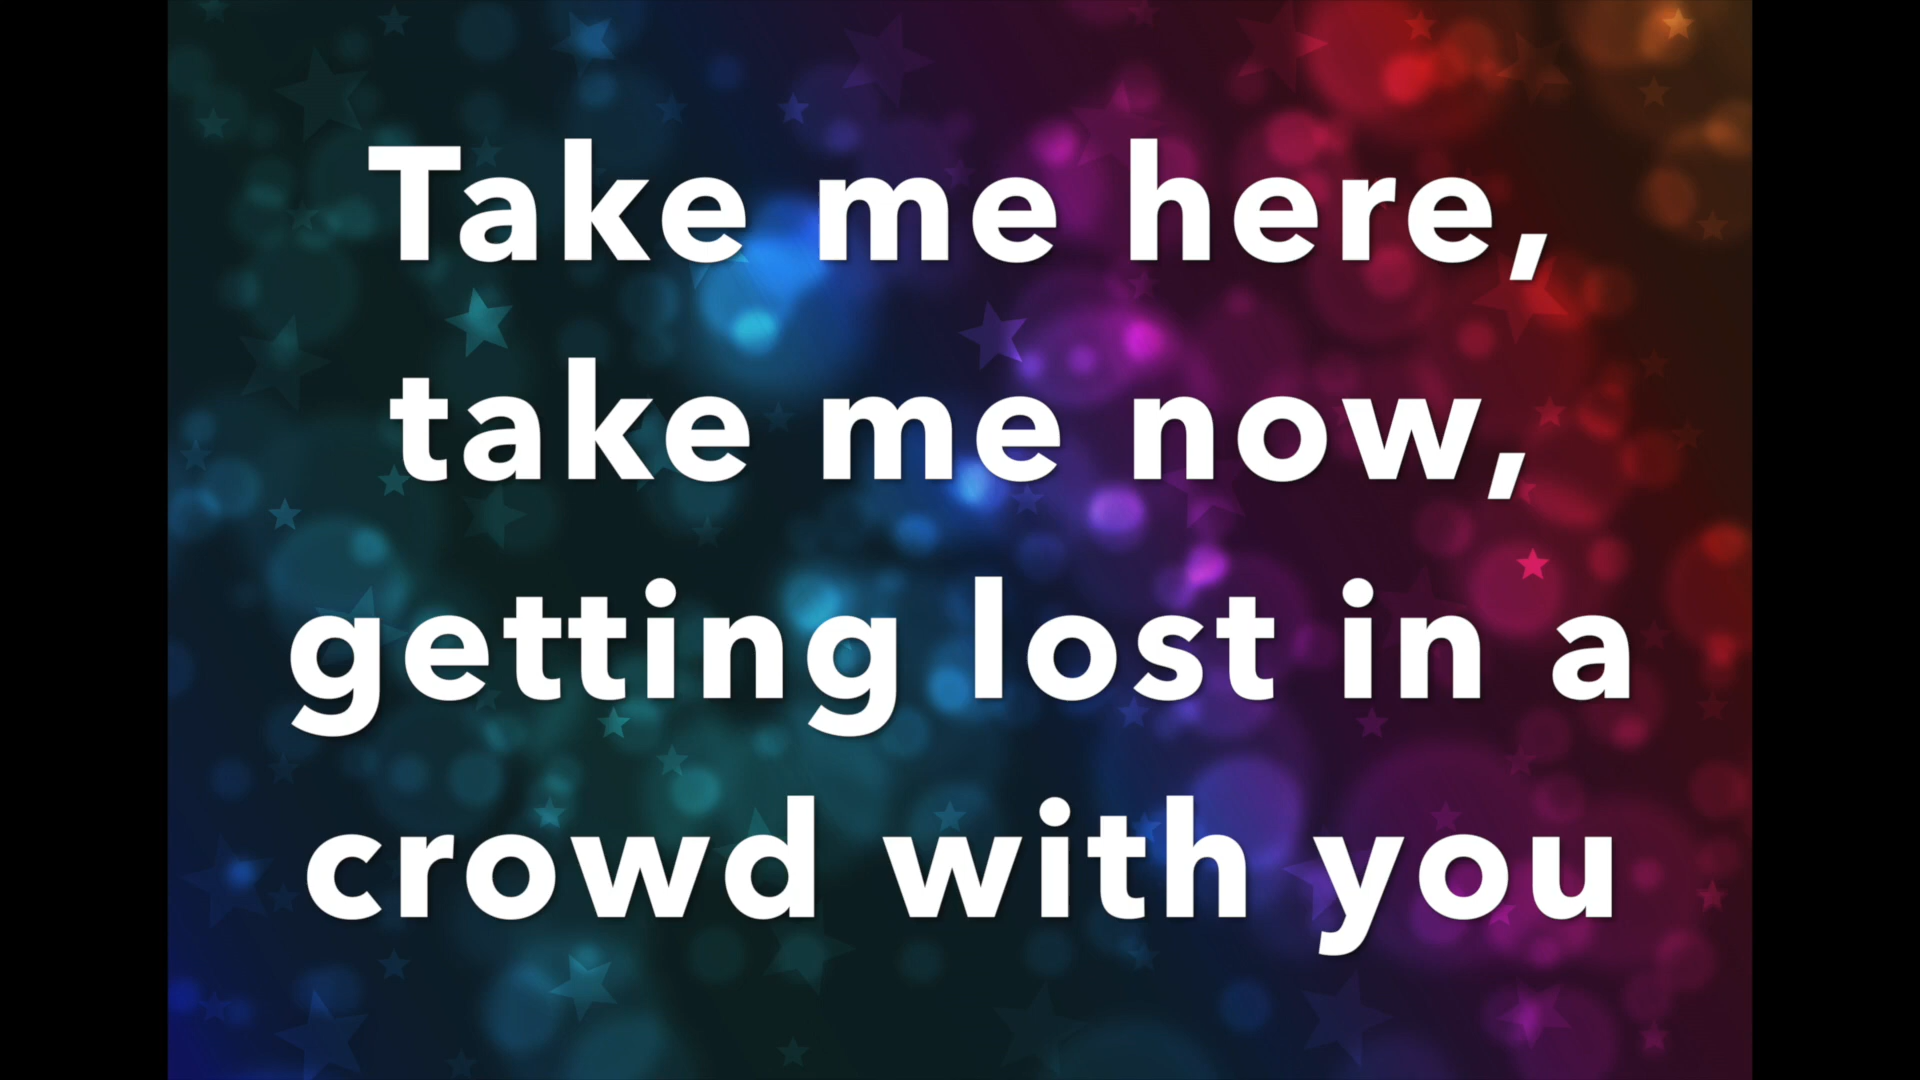 Take me here,
take me now,
getting lost in a
crowd with you